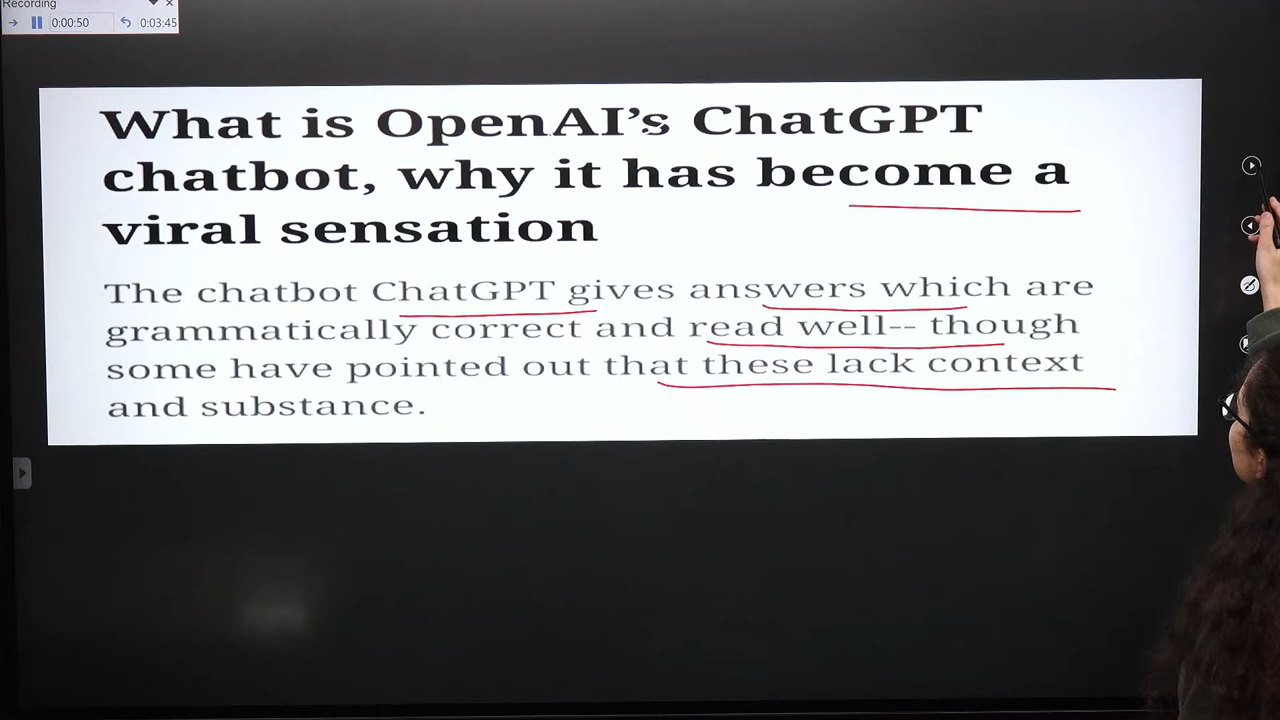 Recording
0:00:50
0:03:45
What is OpenAI’s ChatGPT
chatbot, why it has become a
viral sensation
The chatbot ChatGPT gives answers which are
grammatically correct and read well-- though
some have pointed out that these lack context
and substance.